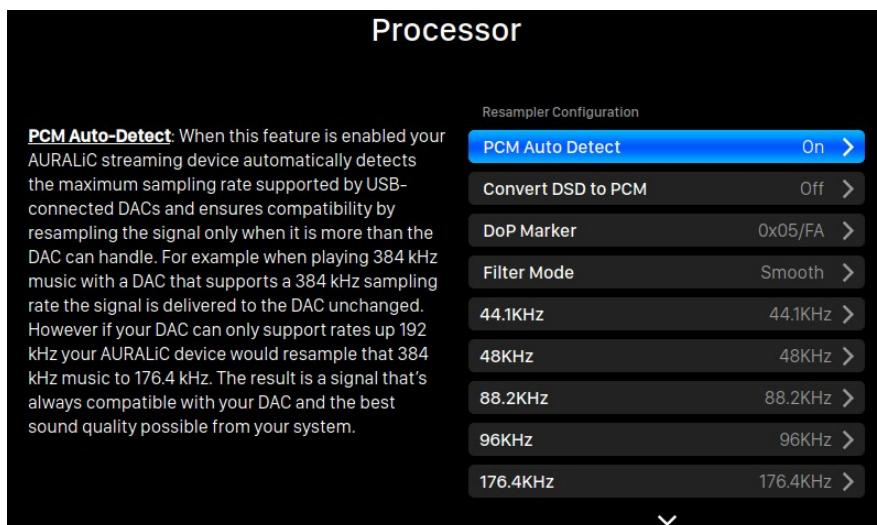 Processor
PCM Auto-Detect: When this feature is enabled your
AURALiC streaming device automatically detects
the maximum sampling rate supported by USB-
connected DACs and ensures compatibility by
resampling the signal only when it is more than the
DAC can handle. For example when playing 384 kHz
music with a DAC that supports a 384 kHz sampling
rate the signal is delivered to the DAC unchanged.
However if your DAC can only support rates up 192
kHz your AURALiC device would resample that 384
kHz music to 176.4 kHz. The result is a signal that's
always compatible with your DAC and the best
sound quality possible from your system.
Resampler Configuration
PCM Auto Detect On
Convert DSD to PCM Off
DoP Marker 0x05/FA
Filter Mode Smooth
44.1KHz 44.1KHz
48KHz 48KHz
88.2KHz 88.2KHz
96KHz 96KHz
176.4KHz 176.4KHz